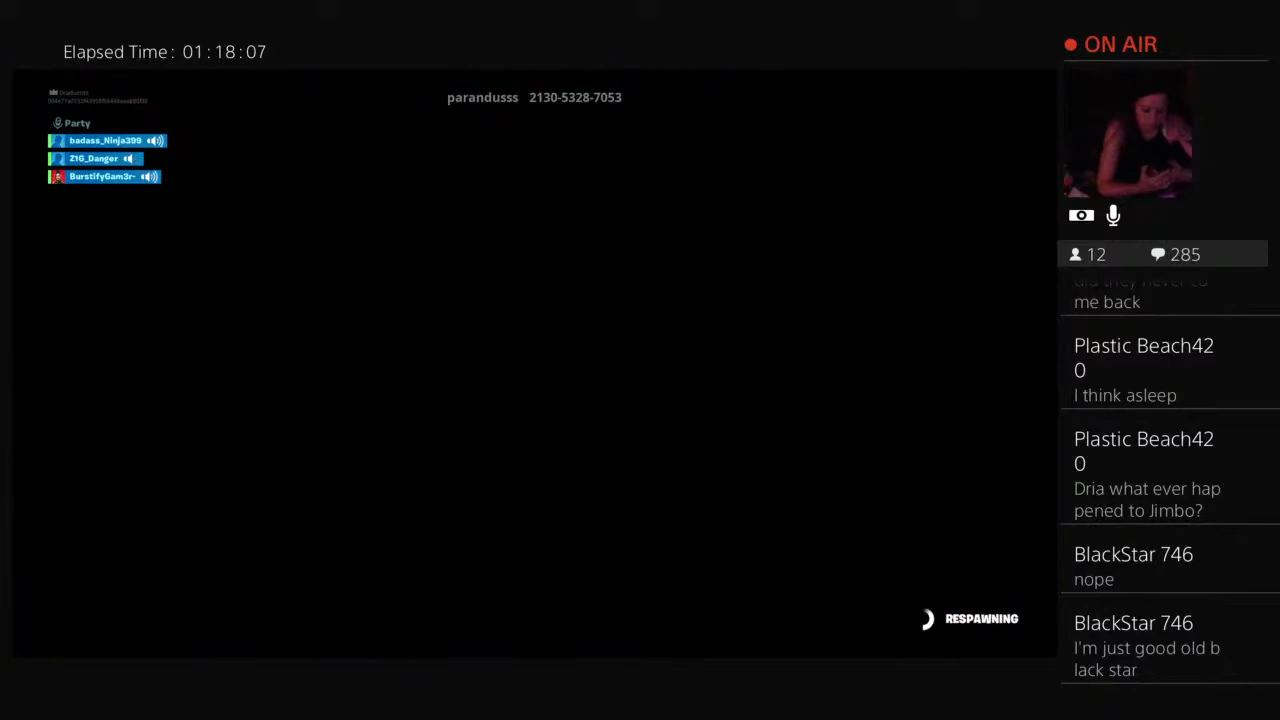 Elapsed Time: 01:18:07
ON AIR
parandusss 2130-5328-7053
Party
badass_Ninja399
Z1G_Danger
BurstifyGam3r-
12 285
me back
Plastic Beach42
0
I think asleep
Plastic Beach42
0
Dria what ever hap
pened to Jimbo?
BlackStar 746
nope
BlackStar 746
I'm just good old b
lack star
RESPAWNING